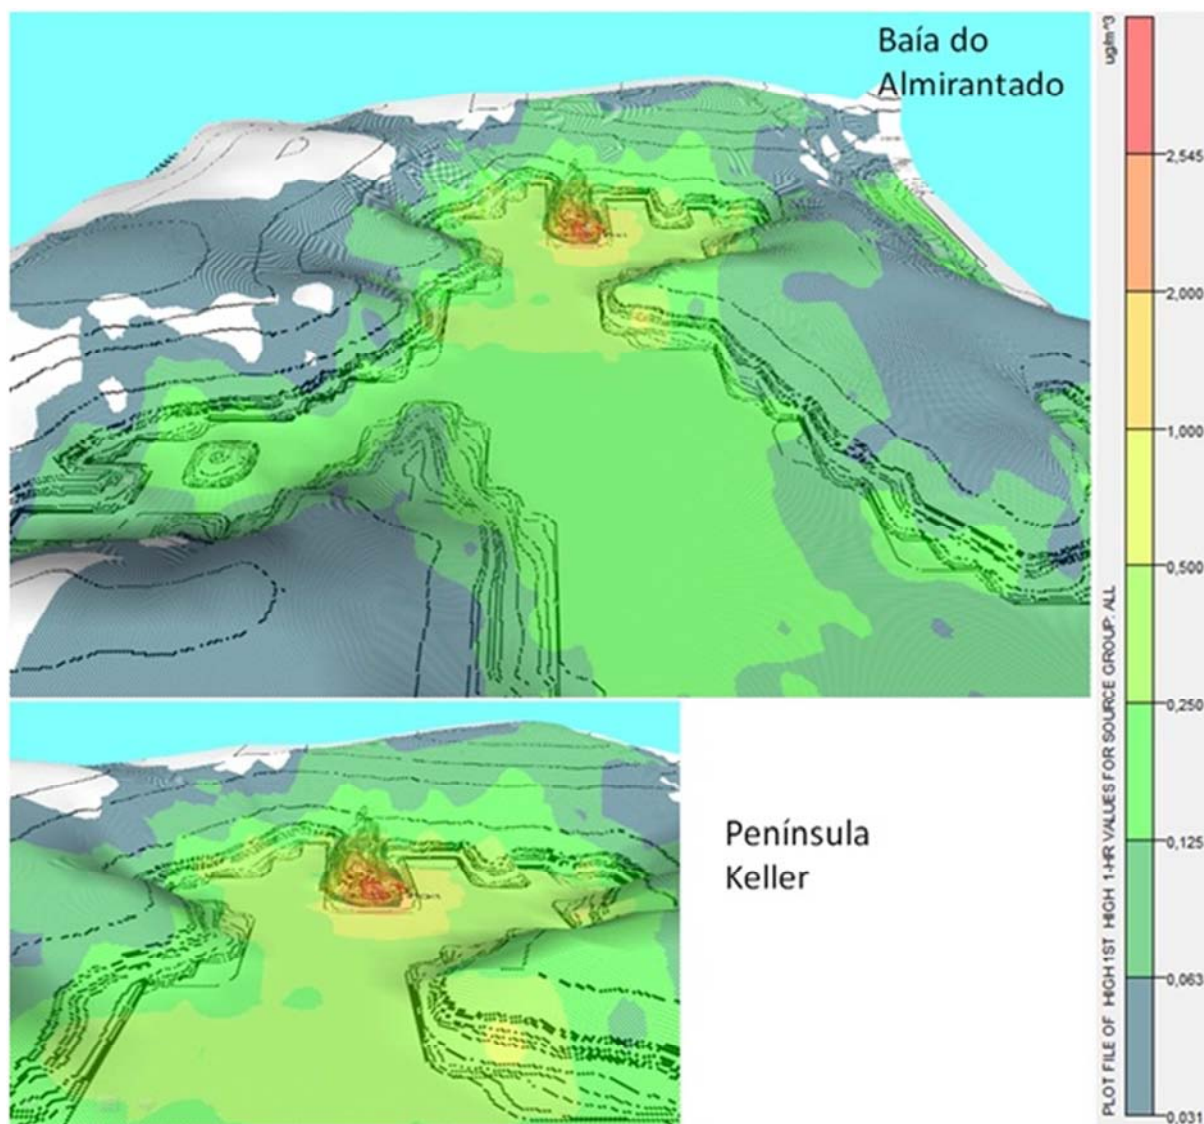 Baía do
Almirantado
ug/m^3
2,545
2,000
1,000
0,500
0,250
0,125
0,063
0,031
PLOT FILE OF HIGH 1ST HIGH 1-HR VALUES FOR SOURCE GROUP: ALL
Península
Keller